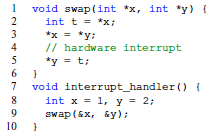 1 void swap(int *x, int *y) {
2 int t = *x;
3 *x = *y;
4 // hardware interrupt
5 *y = t;
6 }
7 void interrupt_handler() {
8 int x = 1, y = 2;
9 swap(&x, &y);
10 }